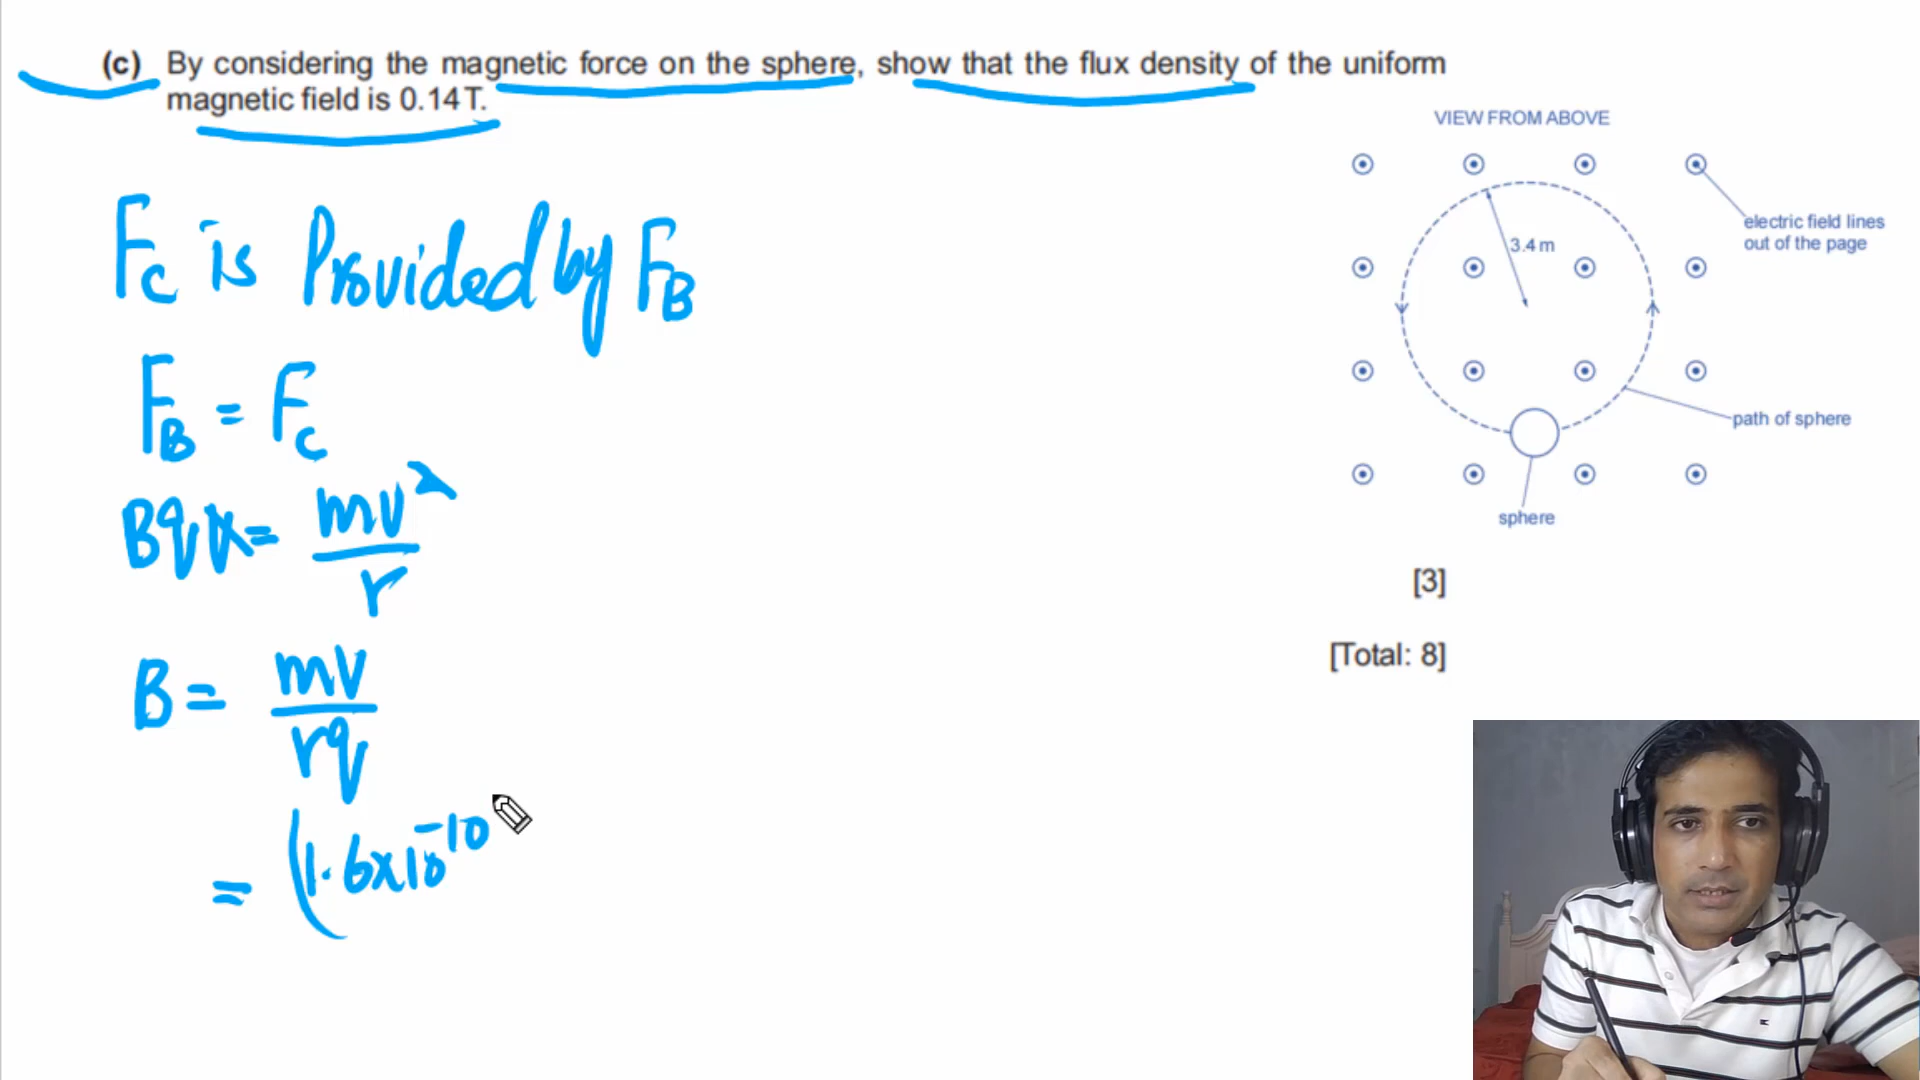 (c) By considering the magnetic force on the sphere, show that the flux density of the uniform
magnetic field is 0.14 T.
VIEW FROM ABOVE
electric field lines
out of the page
3.4 m
path of sphere
sphere
[3]
[Total: 8]
Fc is Provided by FB
FB = Fc
Bqv = mv²/r
B = mv/rq
= (1.6x10⁻¹⁰